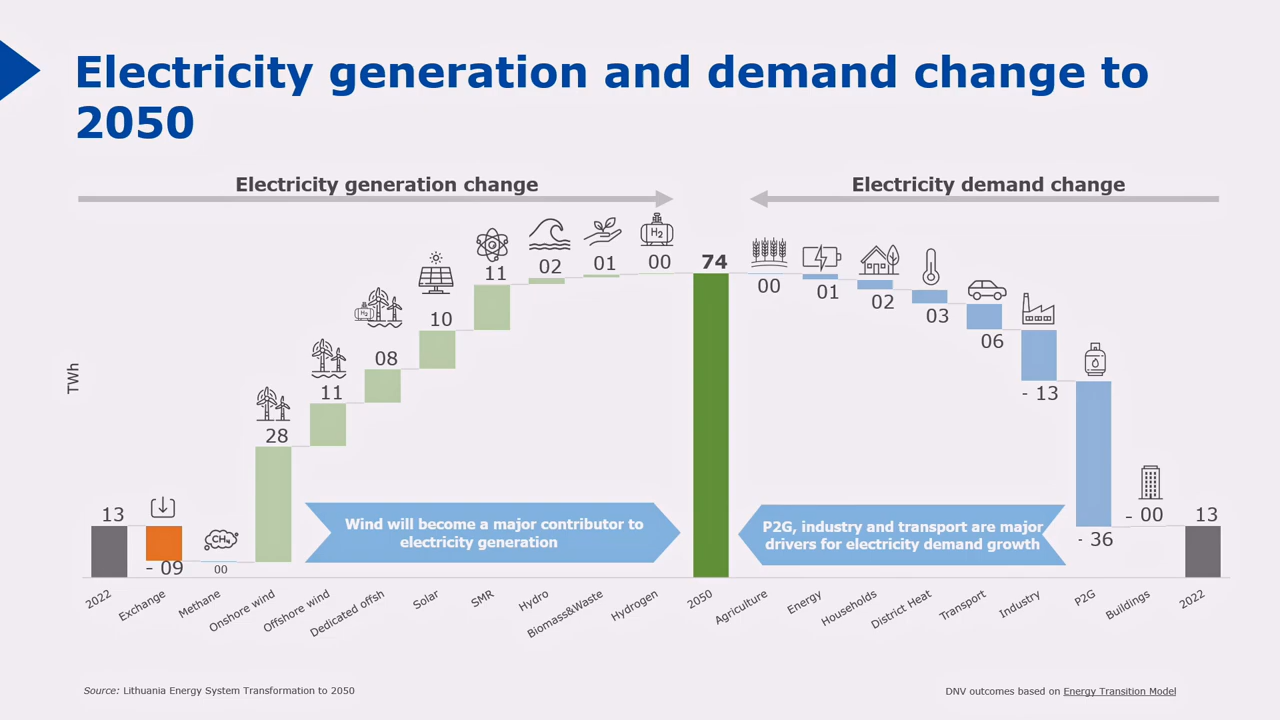 Electricity generation and demand change to
2050
Electricity generation change
Electricity demand change
TWh
13
- 09
00
28
11
08
10
11
02
01
00
74
00
01
02
03
06
- 13
- 36
- 00
13
CH₄
H₂
H₂
Wind will become a major contributor to
electricity generation
P2G, industry and transport are major
drivers for electricity demand growth
2022
Exchange
Methane
Onshore wind
Offshore wind
Dedicated offsh
Solar
SMR
Hydro
Biomass&Waste
Hydrogen
2050
Agriculture
Energy
Households
District Heat
Transport
Industry
P2G
Buildings
2022
Source: Lithuania Energy System Transformation to 2050
DNV outcomes based on Energy Transition Model